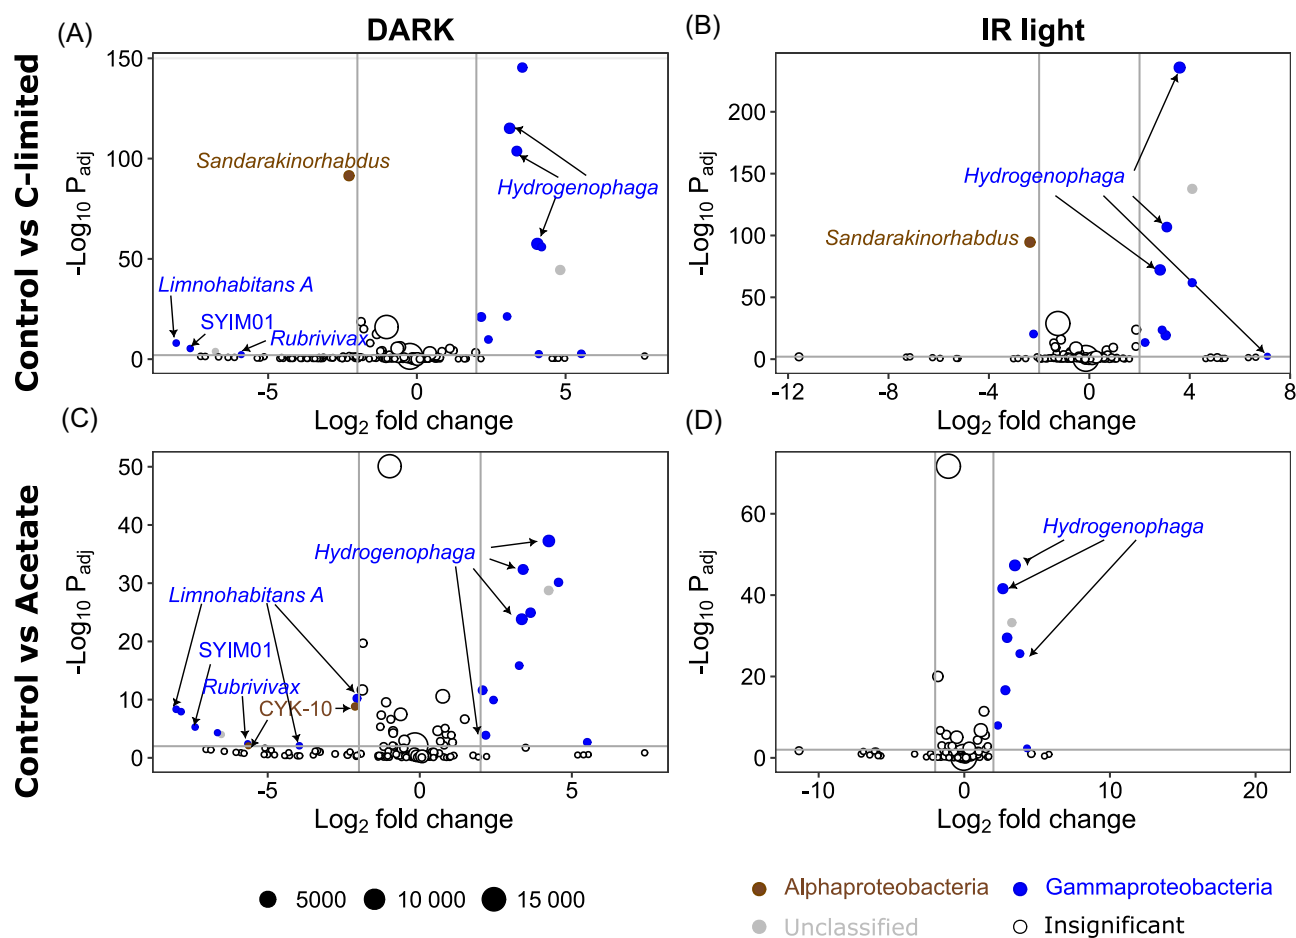 (A)
DARK
(B)
IR light
Control vs C-limited
-Log10 Padj
150
100
50
0
Sandarakinorhabdus
Hydrogenophaga
Limnohabitans A
SYIM01
Rubrivivax
-5
0
5
Log2 fold change
-Log10 Padj
200
150
100
50
0
Hydrogenophaga
Sandarakinorhabdus
-12
-8
-4
0
4
8
Log2 fold change
(C)
(D)
Control vs Acetate
-Log10 Padj
50
40
30
20
10
0
Hydrogenophaga
Limnohabitans A
SYIM01
Rubrivivax
CYK-10
-5
0
5
Log2 fold change
-Log10 Padj
60
40
20
0
Hydrogenophaga
-10
0
10
20
Log2 fold change
5000
10 000
15 000
Alphaproteobacteria
Gammaproteobacteria
Unclassified
Insignificant